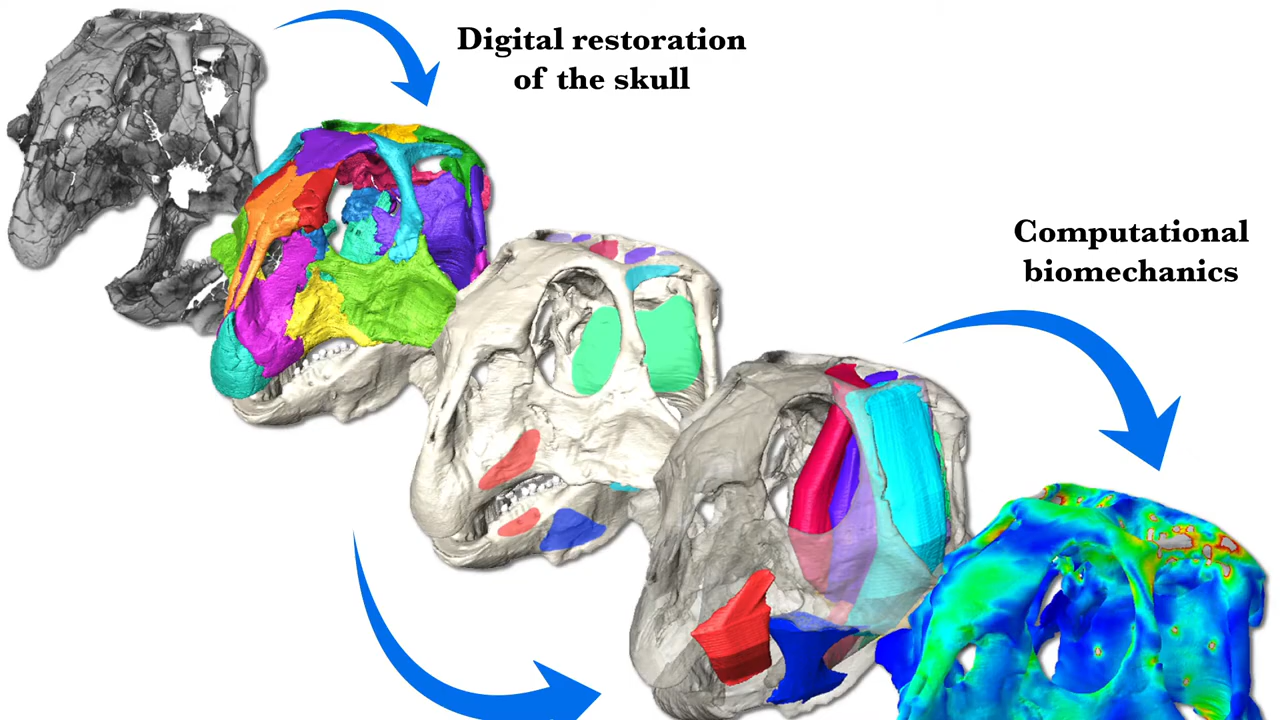 Digital restoration
of the skull
Computational
biomechanics